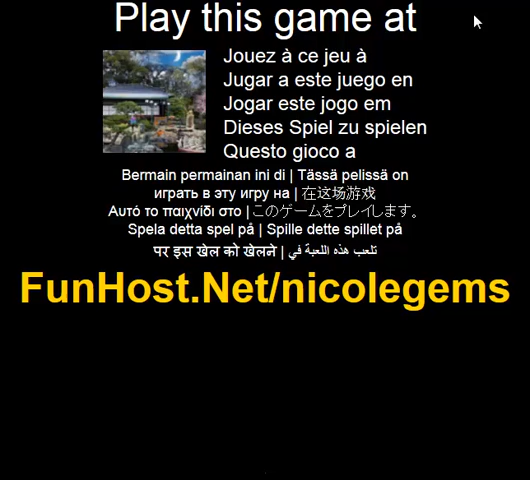 Play this game at
Jouez à ce jeu à
Jugar a este juego en
Jogar este jogo em
Dieses Spiel zu spielen
Questo gioco a
Bermain permainan ini di | Tässä pelissä on
играть в эту игру на | 在这场游戏
Αυτό το παιχνίδι στο | このゲームをプレイします。
Spela detta spel på | Spille dette spillet på
पर इस खेल को खेलने | تلعب هذه اللعبة في
FunHost.Net/nicolegems